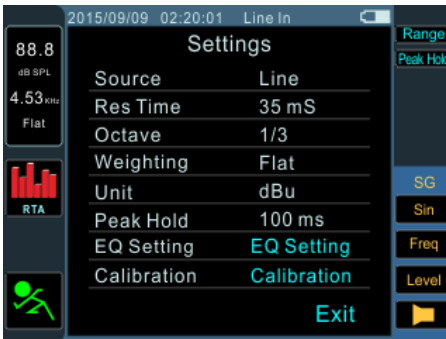 2015/09/09 02:20:01 Line In
88.8
dB SPL
4.53 KHz
Flat
RTA
Settings
Source Line
Res Time 35 mS
Octave 1/3
Weighting Flat
Unit dBu
Peak Hold 100 ms
EQ Setting EQ Setting
Calibration Calibration
Exit
Range
Peak Hold
SG
Sin
Freq
Level